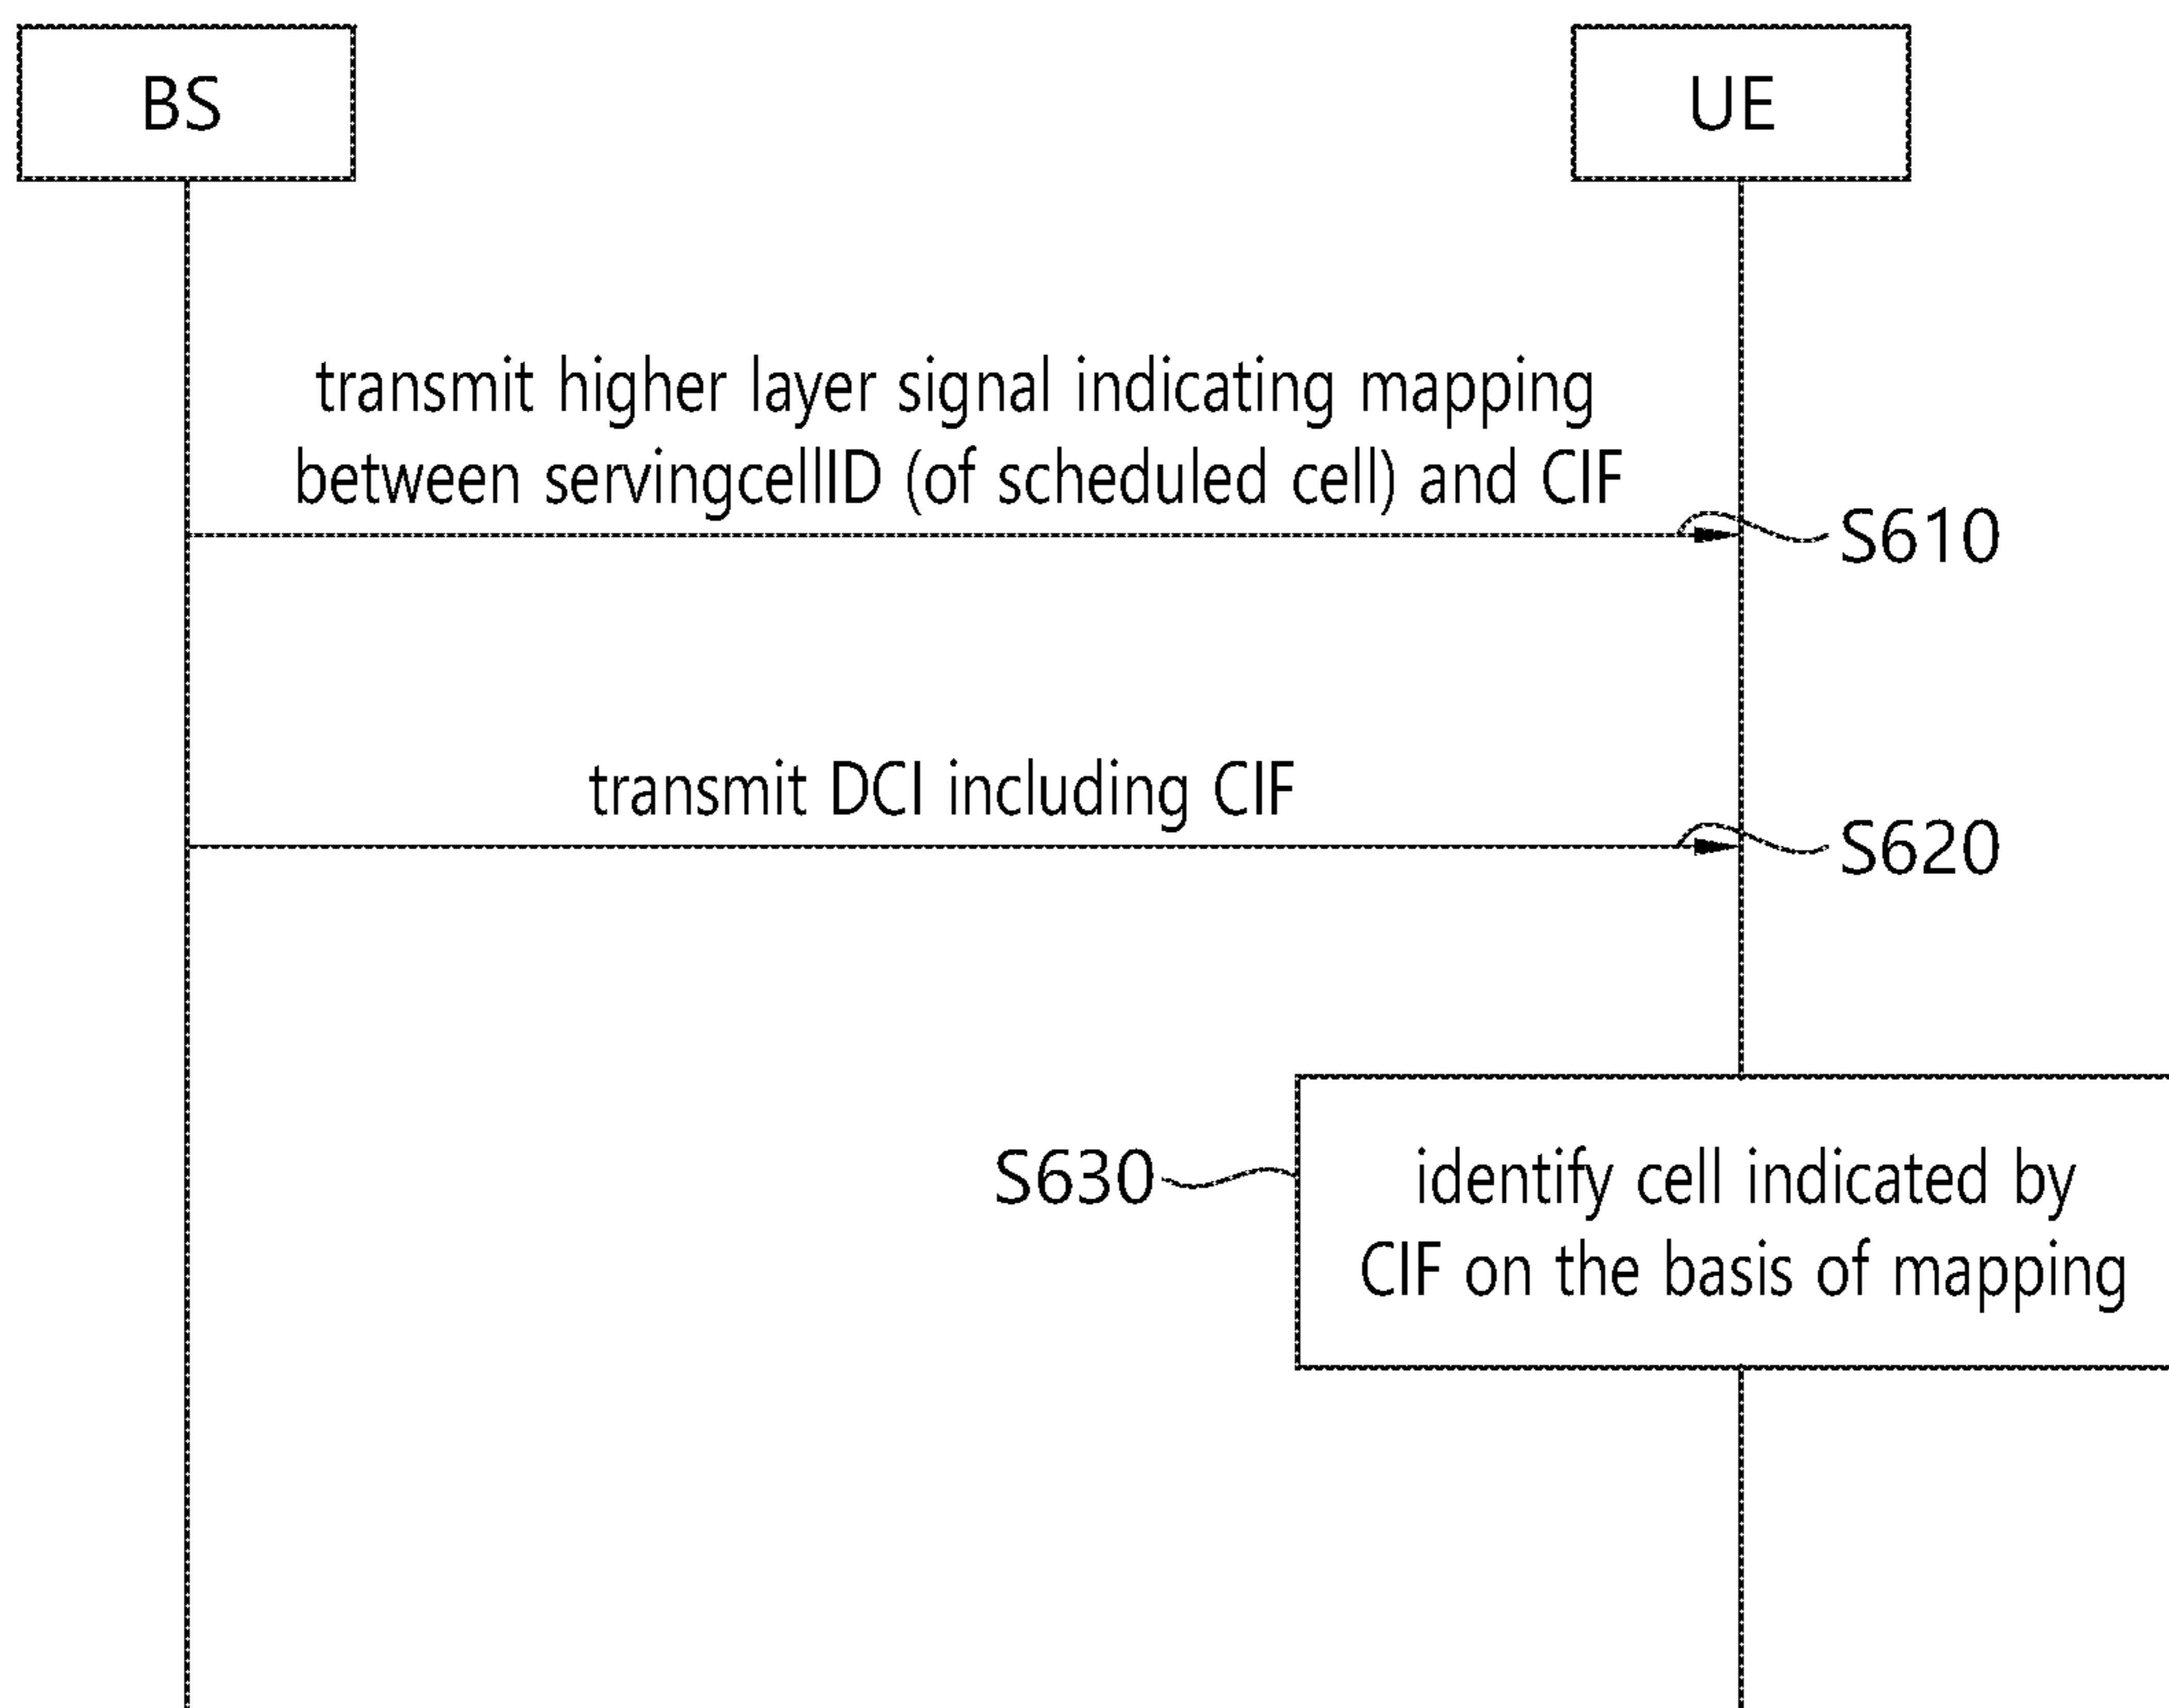 BS
UE
transmit higher layer signal indicating mapping
between servingcellID (of scheduled cell) and CIF
S610
transmit DCI including CIF
S620
S630
identify cell indicated by
CIF on the basis of mapping